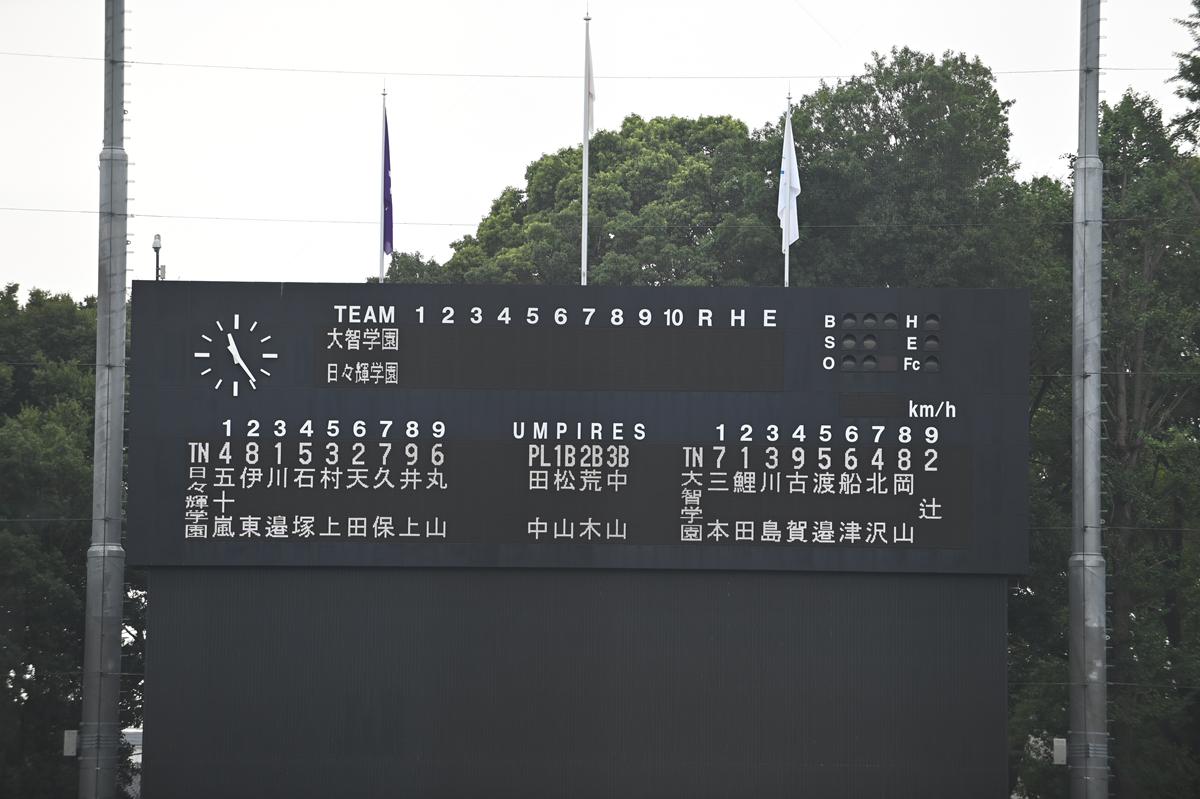 TEAM 1 2 3 4 5 6 7 8 9 10 R H E
大智学園
日々輝学園
B H
S E
O Fc
km/h
1 2 3 4 5 6 7 8 9
TN 4 8 1 5 3 2 7 9 6
日々輝学園
五十嵐
伊東
川邉
石塚
村上
天田
久保
井上
丸山
UMPIRES
PL 1B 2B 3B
田中
松山
荒木
中山
1 2 3 4 5 6 7 8 9
TN 7 1 3 9 5 6 4 8 2
大智学園
三本
鯉田
川島
古賀
渡邉
船津
北沢
岡山
辻